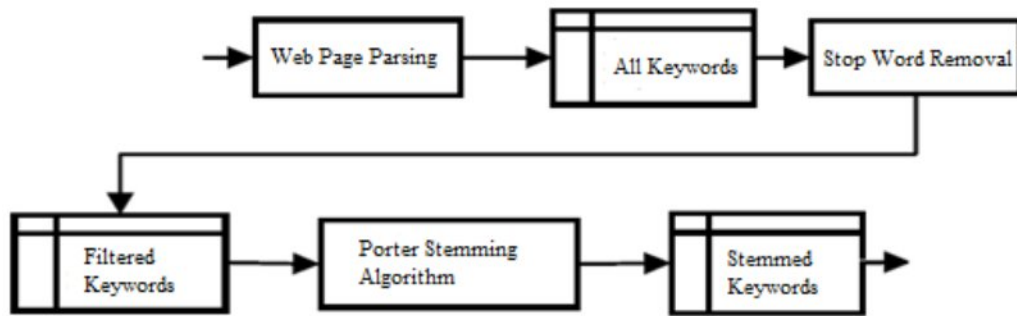 Web Page Parsing
All Keywords
Stop Word Removal
Filtered
Keywords
Porter Stemming
Algorithm
Stemmed
Keywords